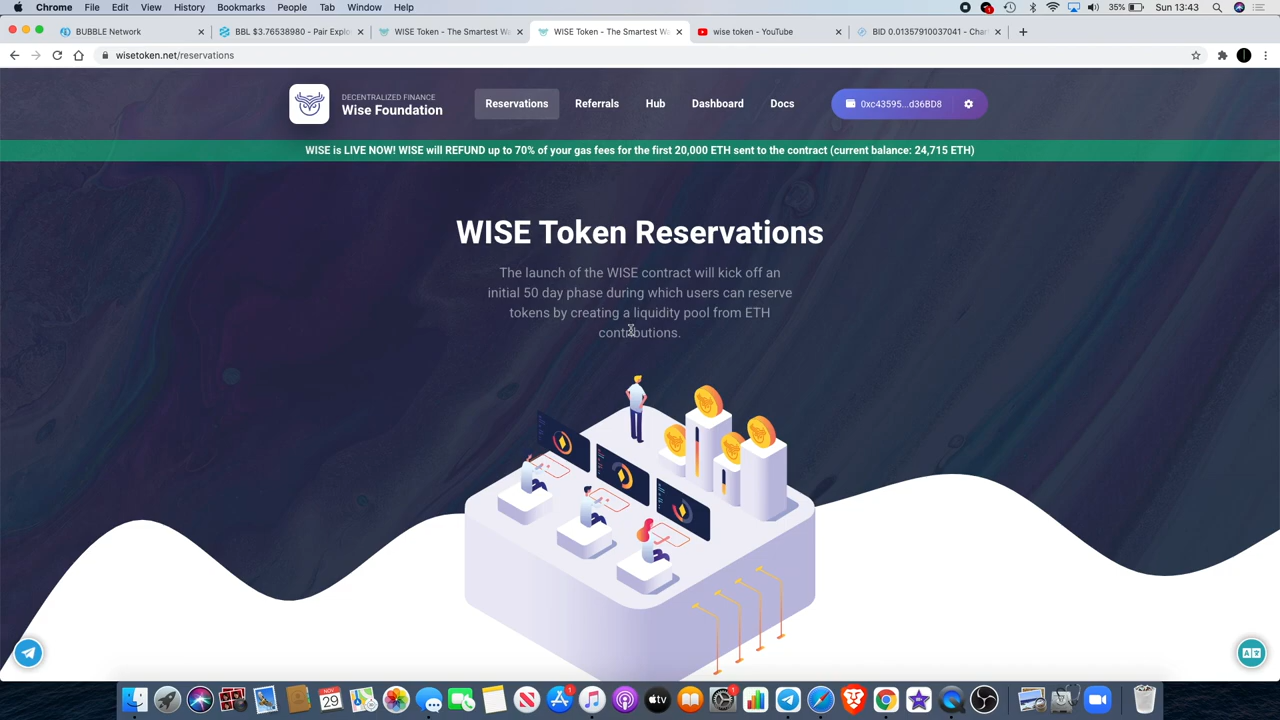 Chrome File Edit View History Bookmarks People Tab Window Help 35% Sun 13:43
BUBBLE Network
BBL $3.76538980 - Pair Explo
WISE Token - The Smartest Wa
WISE Token - The Smartest Wa
wise token - YouTube
BID 0.01357910037041 - Char
wisetoken.net/reservations
DECENTRALIZED FINANCE
Wise Foundation
Reservations Referrals Hub Dashboard Docs 0xc43595...d36BD8
WISE is LIVE NOW! WISE will REFUND up to 70% of your gas fees for the first 20,000 ETH sent to the contract (current balance: 24,715 ETH)
WISE Token Reservations
The launch of the WISE contract will kick off an
initial 50 day phase during which users can reserve
tokens by creating a liquidity pool from ETH
contributions.
NOV
29
tv